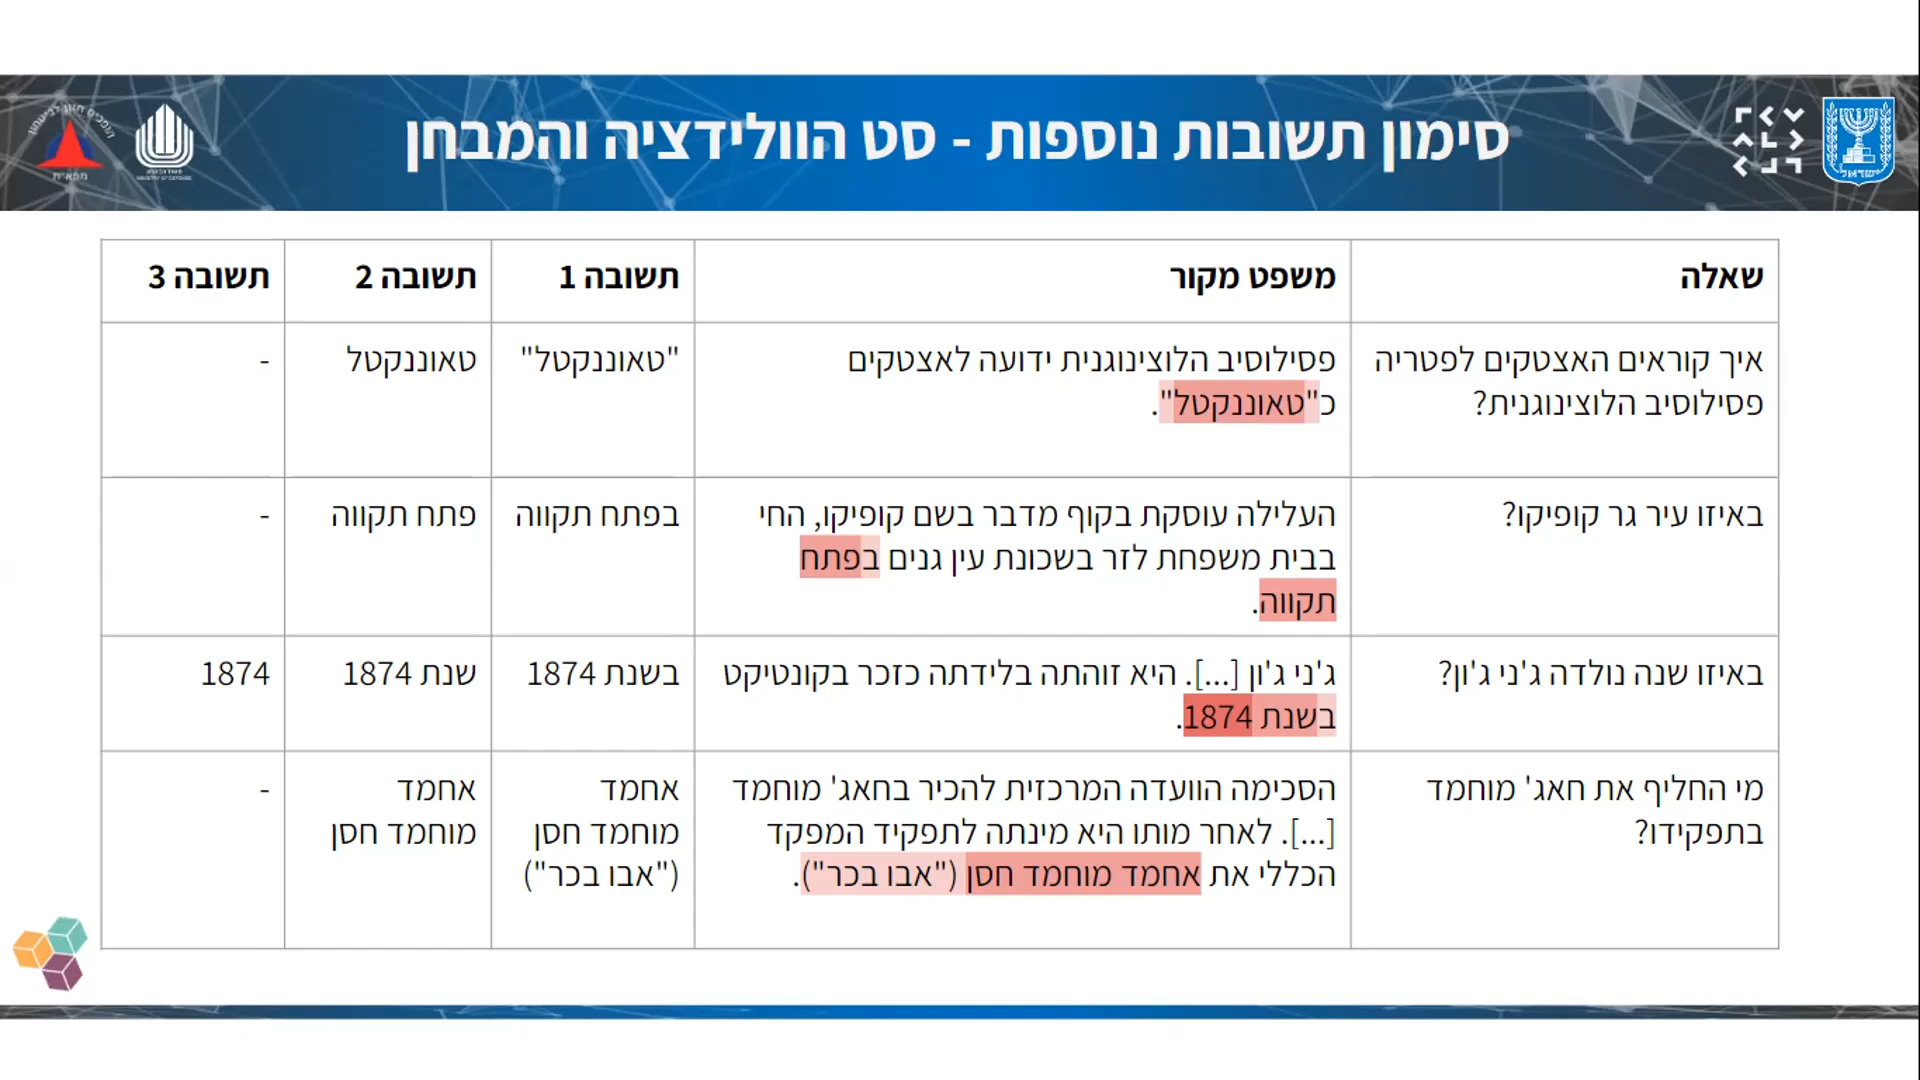 סימון תשובות נוספות - סט הוולידציה והמבחן
שאלה
משפט מקור
תשובה 1
תשובה 2
תשובה 3
איך קוראים האצטקים לפטריה
פסילוסיב הלוצינוגנית?
פסילוסיב הלוצינוגנית ידועה לאצטקים
כ"טאוננקטל".
"טאוננקטל"
טאוננקטל
-
באיזו עיר גר קופיקו?
העלילה עוסקת בקוף מדבר בשם קופיקו, החי
בבית משפחת לזר בשכונת עין גנים בפתח
תקווה.
בפתח תקווה
פתח תקווה
-
באיזו שנה נולדה ג'ני ג'ון?
ג'ני ג'ון [...]. היא זוהתה בלידתה כזכר בקונטיקט
בשנת 1874.
בשנת 1874
שנת 1874
1874
מי החליף את חאג' מוחמד
בתפקידו?
הסכימה הוועדה המרכזית להכיר בחאג' מוחמד
[...]. לאחר מותו היא מינתה לתפקיד המפקד
הכללי את אחמד מוחמד חסן ("אבו בכר").
אחמד
מוחמד חסן
("אבו בכר")
אחמד
מוחמד חסן
-
ישראל
מפא"ת